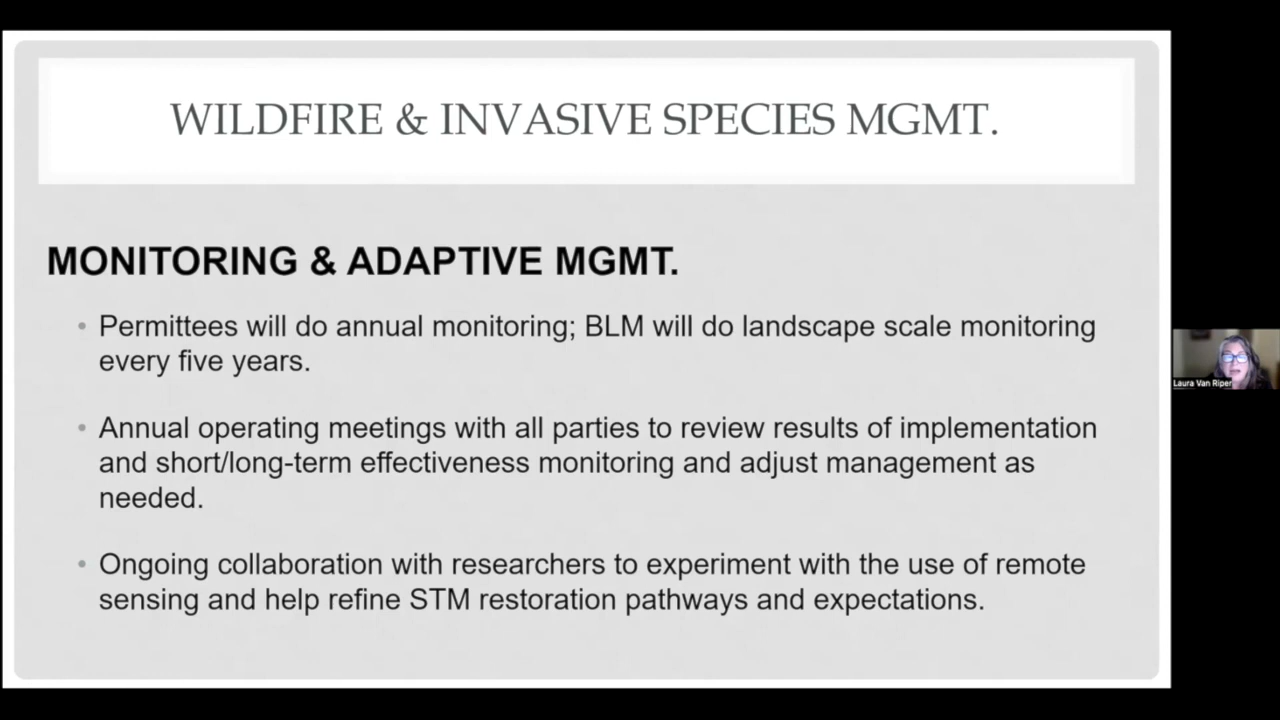 WILDFIRE & INVASIVE SPECIES MGMT.
MONITORING & ADAPTIVE MGMT.
• Permittees will do annual monitoring; BLM will do landscape scale monitoring
every five years.
• Annual operating meetings with all parties to review results of implementation
and short/long-term effectiveness monitoring and adjust management as
needed.
• Ongoing collaboration with researchers to experiment with the use of remote
sensing and help refine STM restoration pathways and expectations.
Laura Van Riper